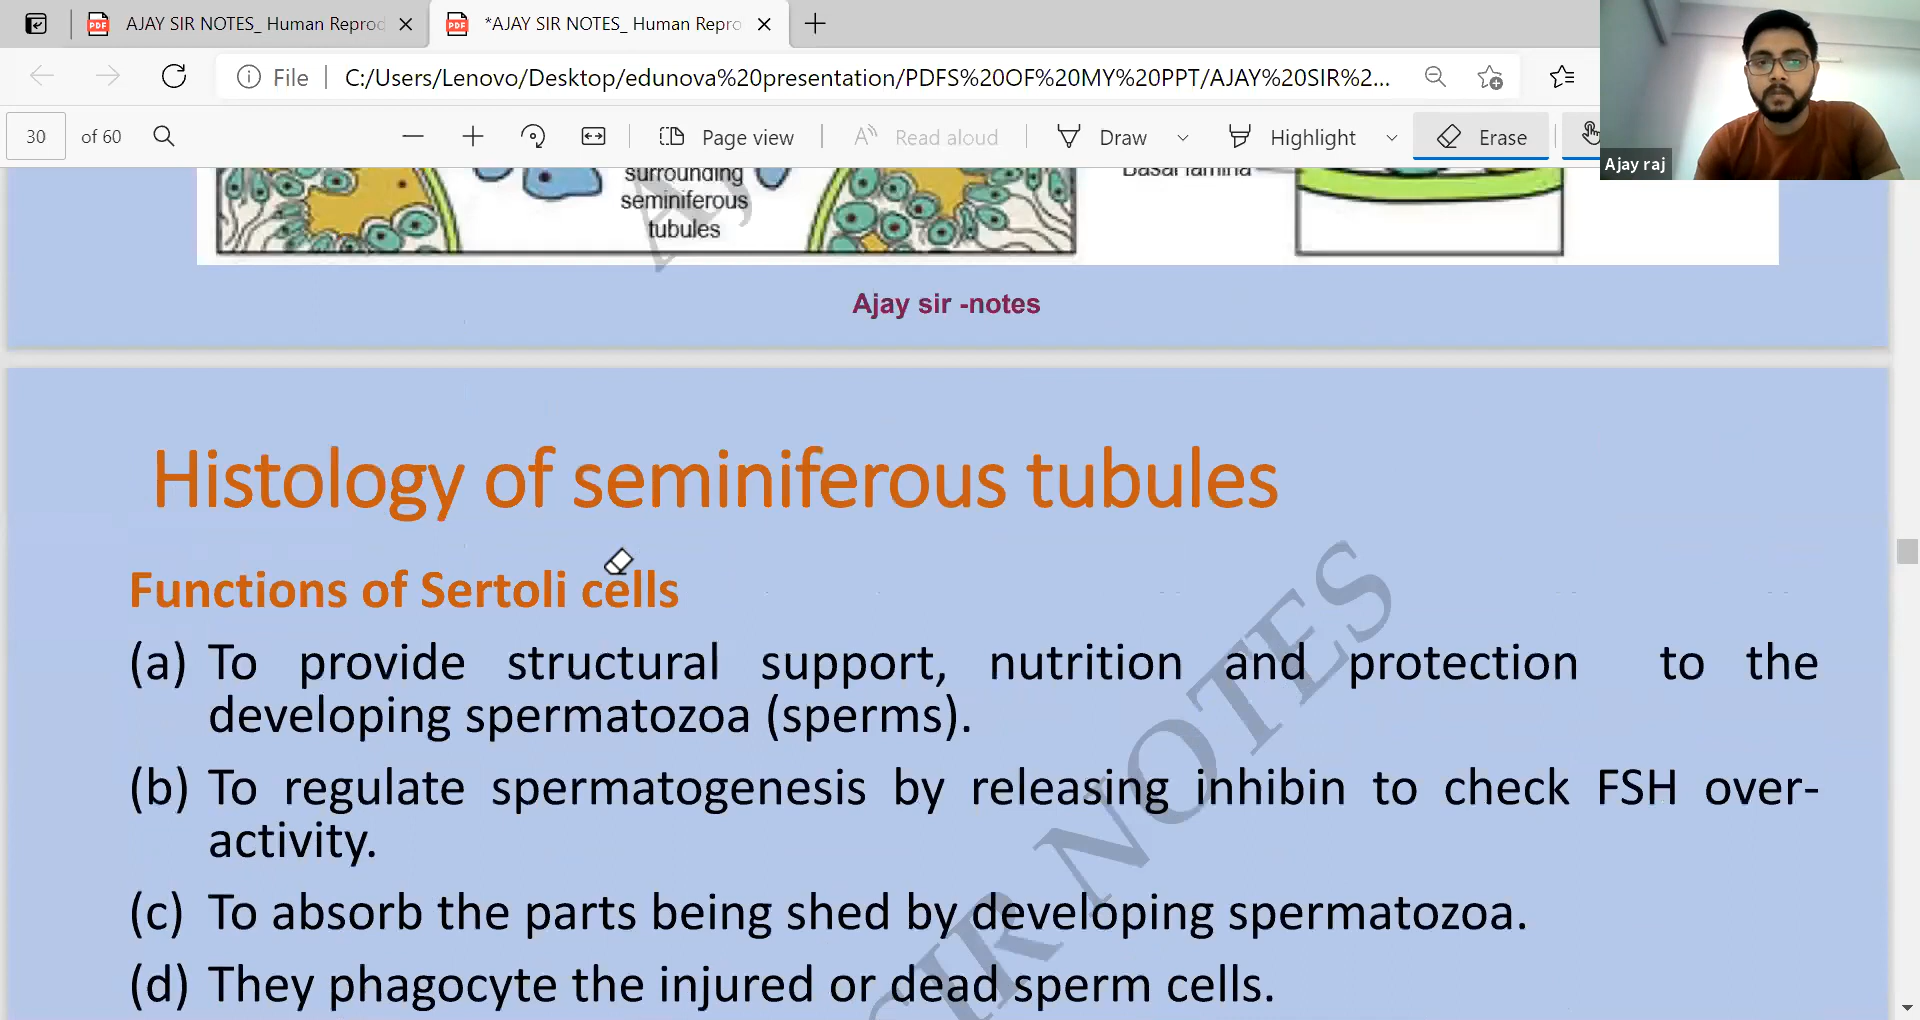 AJAY SIR NOTES_ Human Reprod
*AJAY SIR NOTES_ Human Repro
File
C:/Users/Lenovo/Desktop/edunova%20presentation/PDFS%20OF%20MY%20PPT/AJAY%20SIR%2...
30 of 60
Page view
Read aloud
Draw
Highlight
Erase
Ajay raj
surrounding
seminiferous
tubules
Basal lamina
Ajay sir -notes
Histology of seminiferous tubules
Functions of Sertoli cells
(a) To provide structural support, nutrition and protection to the
developing spermatozoa (sperms).
(b) To regulate spermatogenesis by releasing inhibin to check FSH over-
activity.
(c) To absorb the parts being shed by developing spermatozoa.
(d) They phagocyte the injured or dead sperm cells.
SIR NOTES